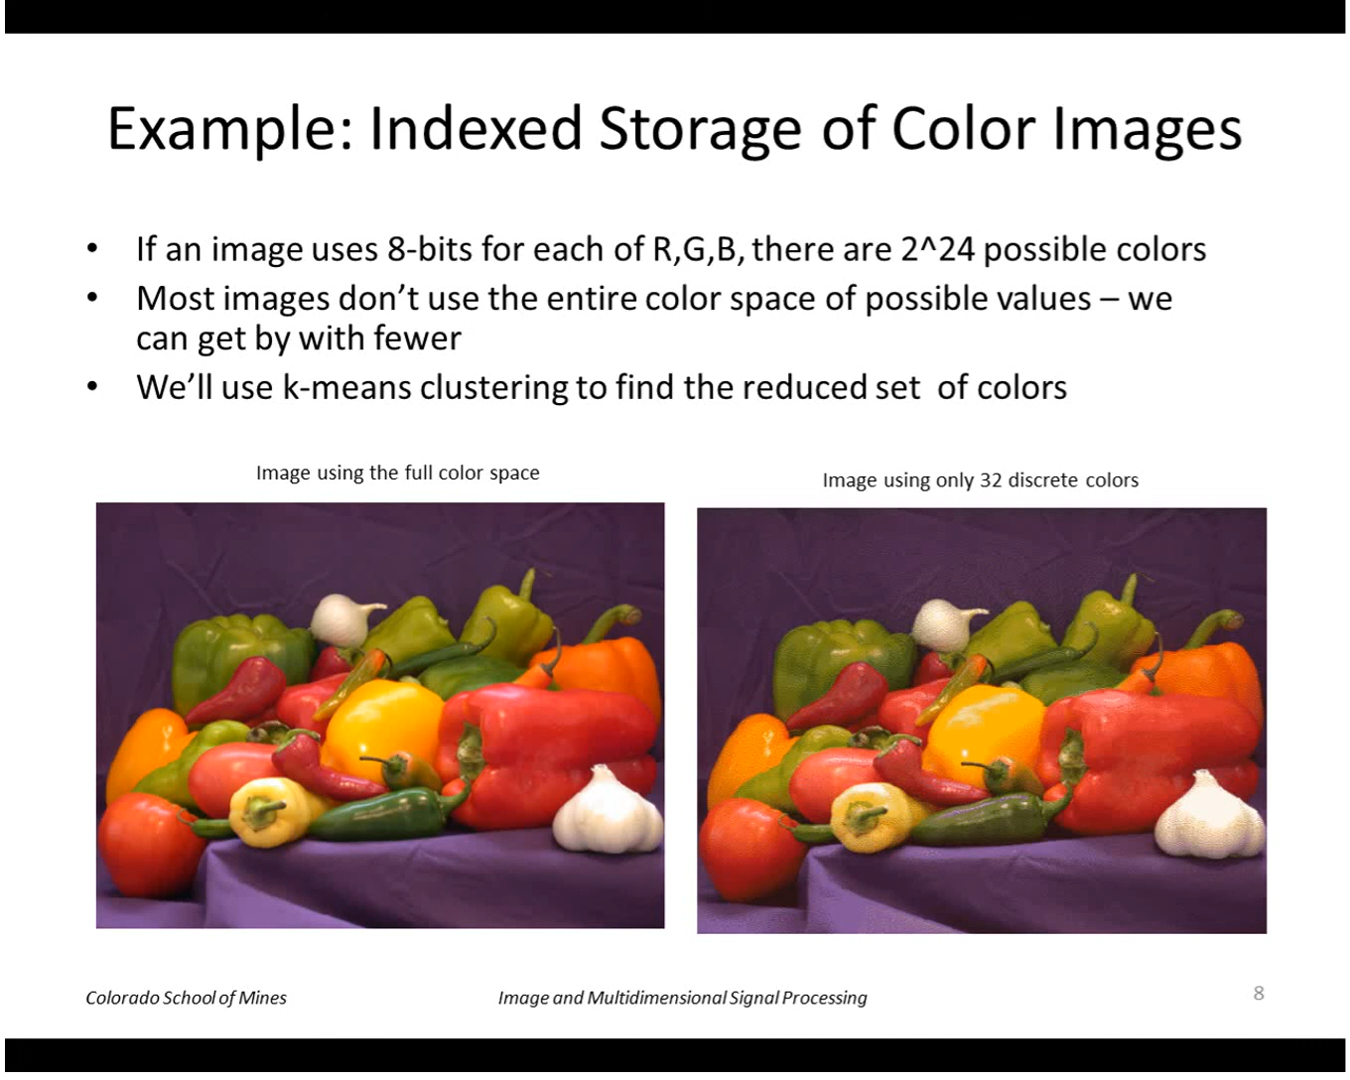 Example: Indexed Storage of Color Images
• If an image uses 8-bits for each of R,G,B, there are 2^24 possible colors
• Most images don’t use the entire color space of possible values – we
can get by with fewer
• We’ll use k-means clustering to find the reduced set  of colors
Image using the full color space
Image using only 32 discrete colors
Colorado School of Mines
Image and Multidimensional Signal Processing
8